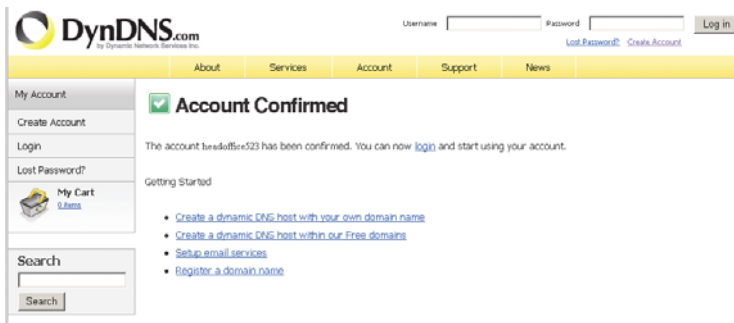 DynDNS.com
by Dynamic Network Services Inc.
Username
Password
Log in
Lost Password?
Create Account
About
Services
Account
Support
News
My Account
Create Account
Login
Lost Password?
My Cart
0 items
Search
Search
Account Confirmed
The account headoffice523 has been confirmed. You can now login and start using your account.
Getting Started
Create a dynamic DNS host with your own domain name
Create a dynamic DNS host within our Free domains
Setup email services
Register a domain name